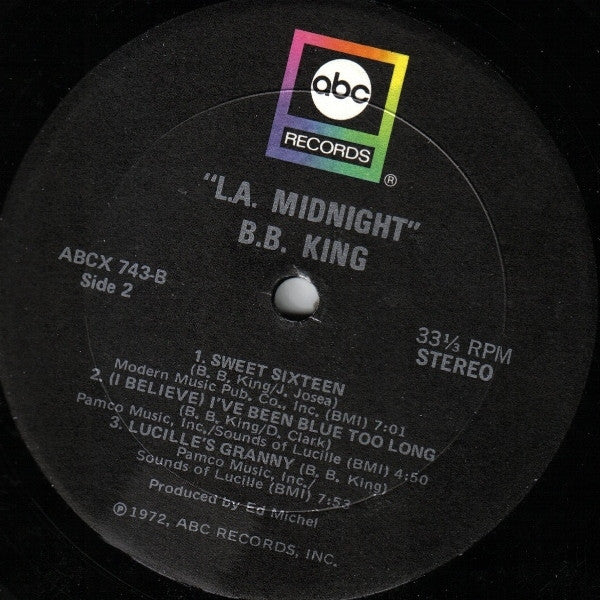 abc
RECORDS
®
"L.A. MIDNIGHT"
B.B. KING
ABCX 743-B
Side 2
33⅓ RPM
STEREO
1. SWEET SIXTEEN
(B. B. King/J. Josea)
Modern Music Pub. Co., Inc. (BMI) 7:01
2. (I BELIEVE) I'VE BEEN BLUE TOO LONG
(B. B. King/D. Clark)
Pamco Music, Inc./Sounds of Lucille (BMI) 4:50
3. LUCILLE'S GRANNY (B. B. King)
Pamco Music, Inc./
Sounds of Lucille (BMI) 7:53
Produced by Ed Michel
℗1972, ABC RECORDS, INC.